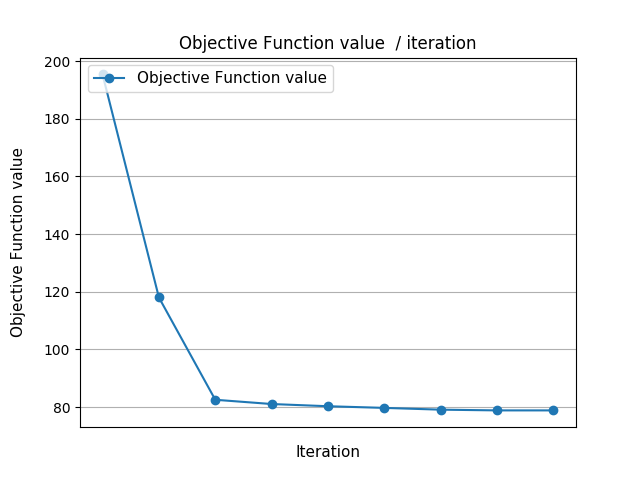 Objective Function value  / iteration
Objective Function value
200
180
160
140
120
100
80
Objective Function value
Iteration